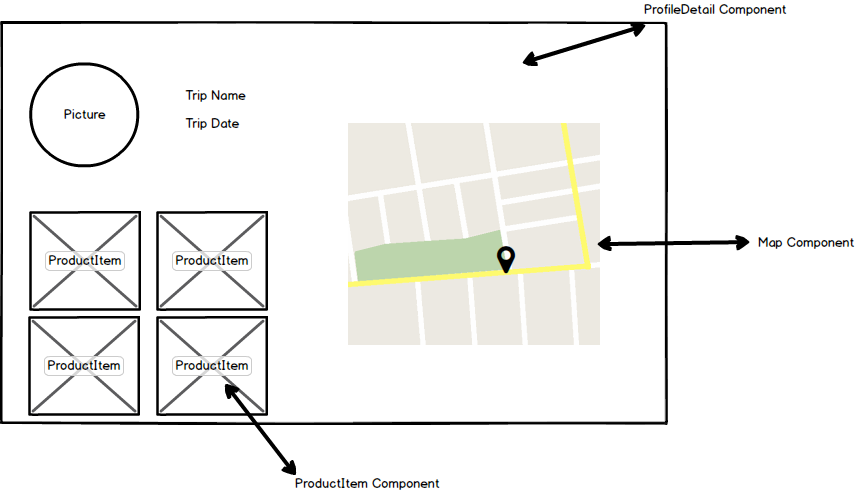 ProfileDetail Component
Picture
Trip Name
Trip Date
Map Component
ProductItem
ProductItem
ProductItem
ProductItem
ProductItem Component